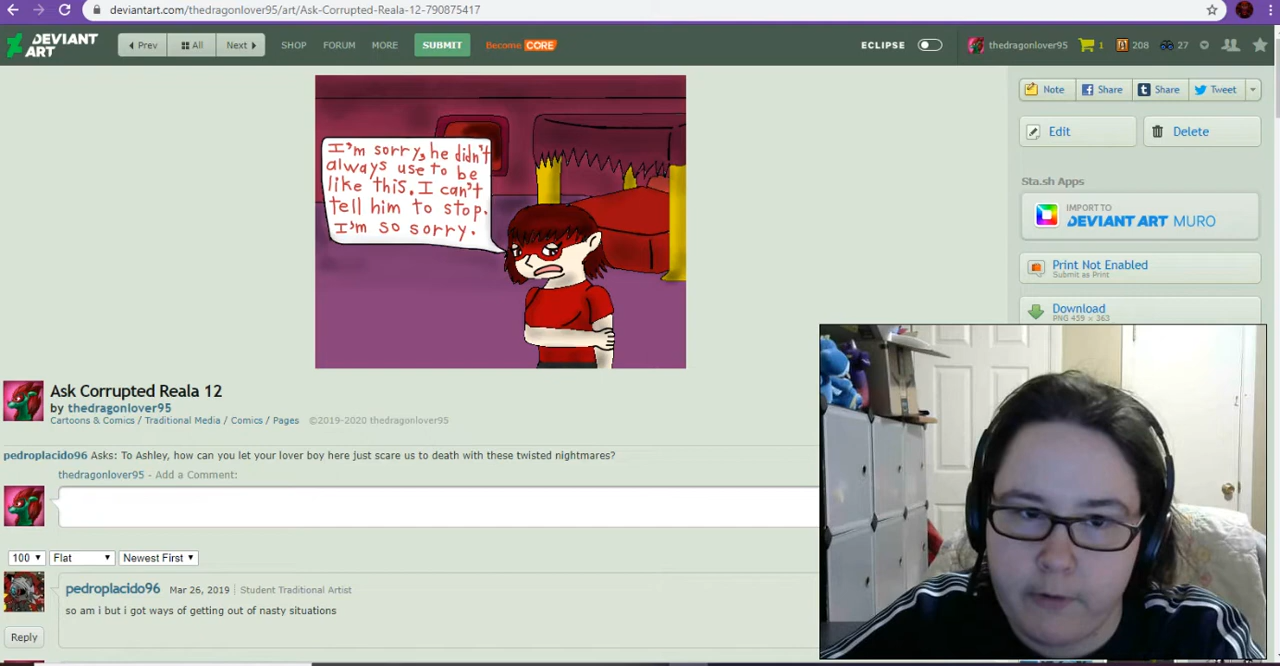 deviantart.com/thedragonlover95/art/Ask-Corrupted-Reala-12-790875417
DEVIANT ART
Prev
All
Next
SHOP
FORUM
MORE
SUBMIT
Become CORE
ECLIPSE
thedragonlover95
1
208
27
Note
Share
Share
Tweet
Edit
Delete
Sta.sh Apps
IMPORT TO
DEVIANT ART MURO
Print Not Enabled
Submit as Print
Download
PNG 459 × 363
I'm sorry, he didn't
always use to be
like this. I can't
tell him to stop.
I'm so sorry.
Ask Corrupted Reala 12
by thedragonlover95
Cartoons & Comics / Traditional Media / Comics / Pages ©2019-2020 thedragonlover95
pedroplacido96 Asks: To Ashley, how can you let your lover boy here just scare us to death with these twisted nightmares?
thedragonlover95 - Add a Comment:
100
Flat
Newest First
pedroplacido96 Mar 26, 2019 Student Traditional Artist
so am i but i got ways of getting out of nasty situations
Reply